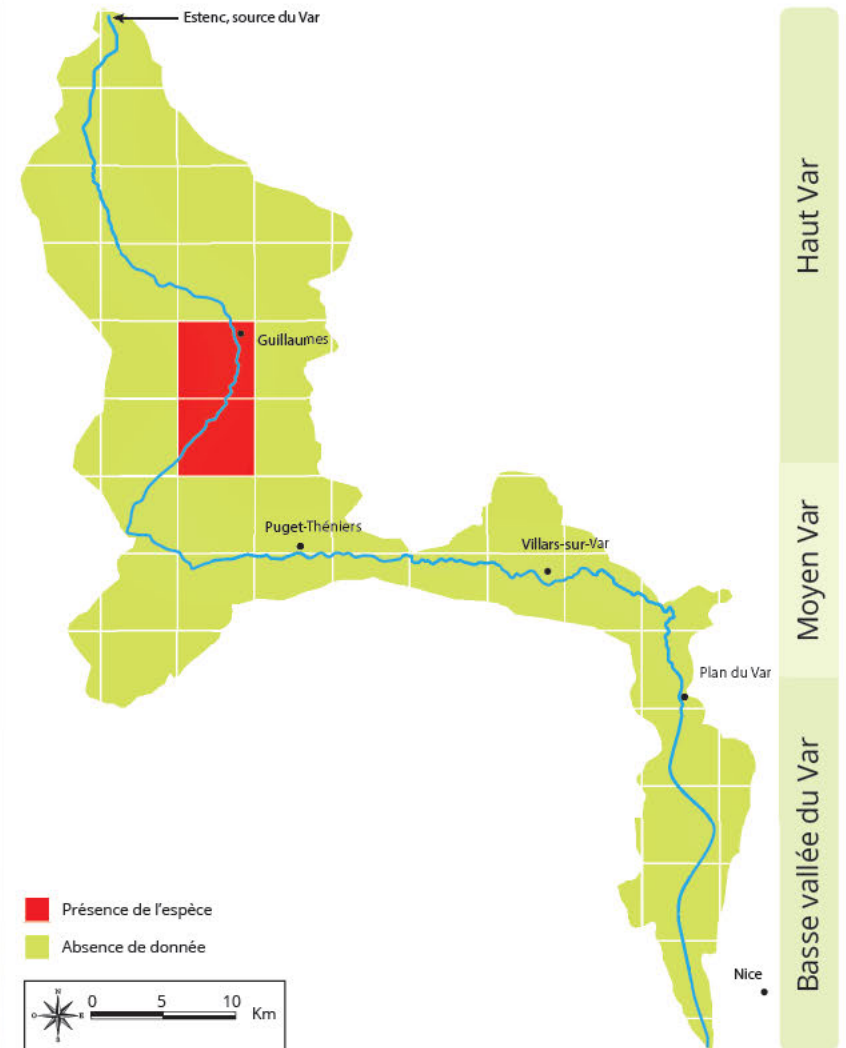 Estenc, source du Var
Haut Var
Guillaumes
Puget-Théniers
Villars-sur-Var
Moyen Var
Plan du Var
Basse vallée du Var
Présence de l'espèce
Absence de donnée
Nice
N
O E
S
0 5 10 Km